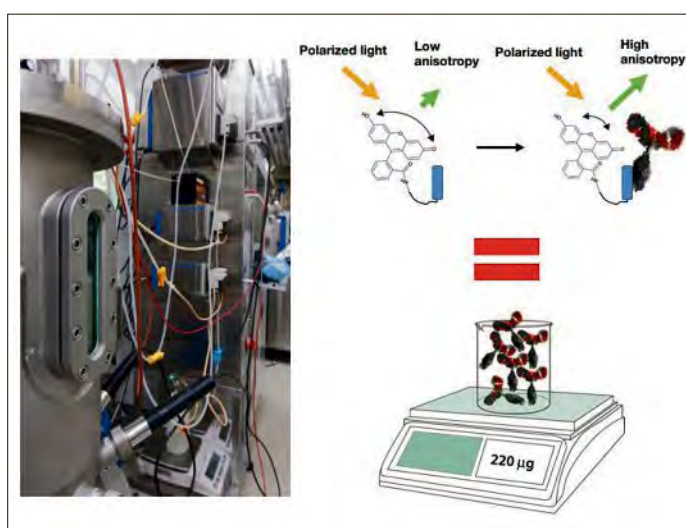 Polarized light
Low
anisotropy
Polarized light
High
anisotropy
220 µg